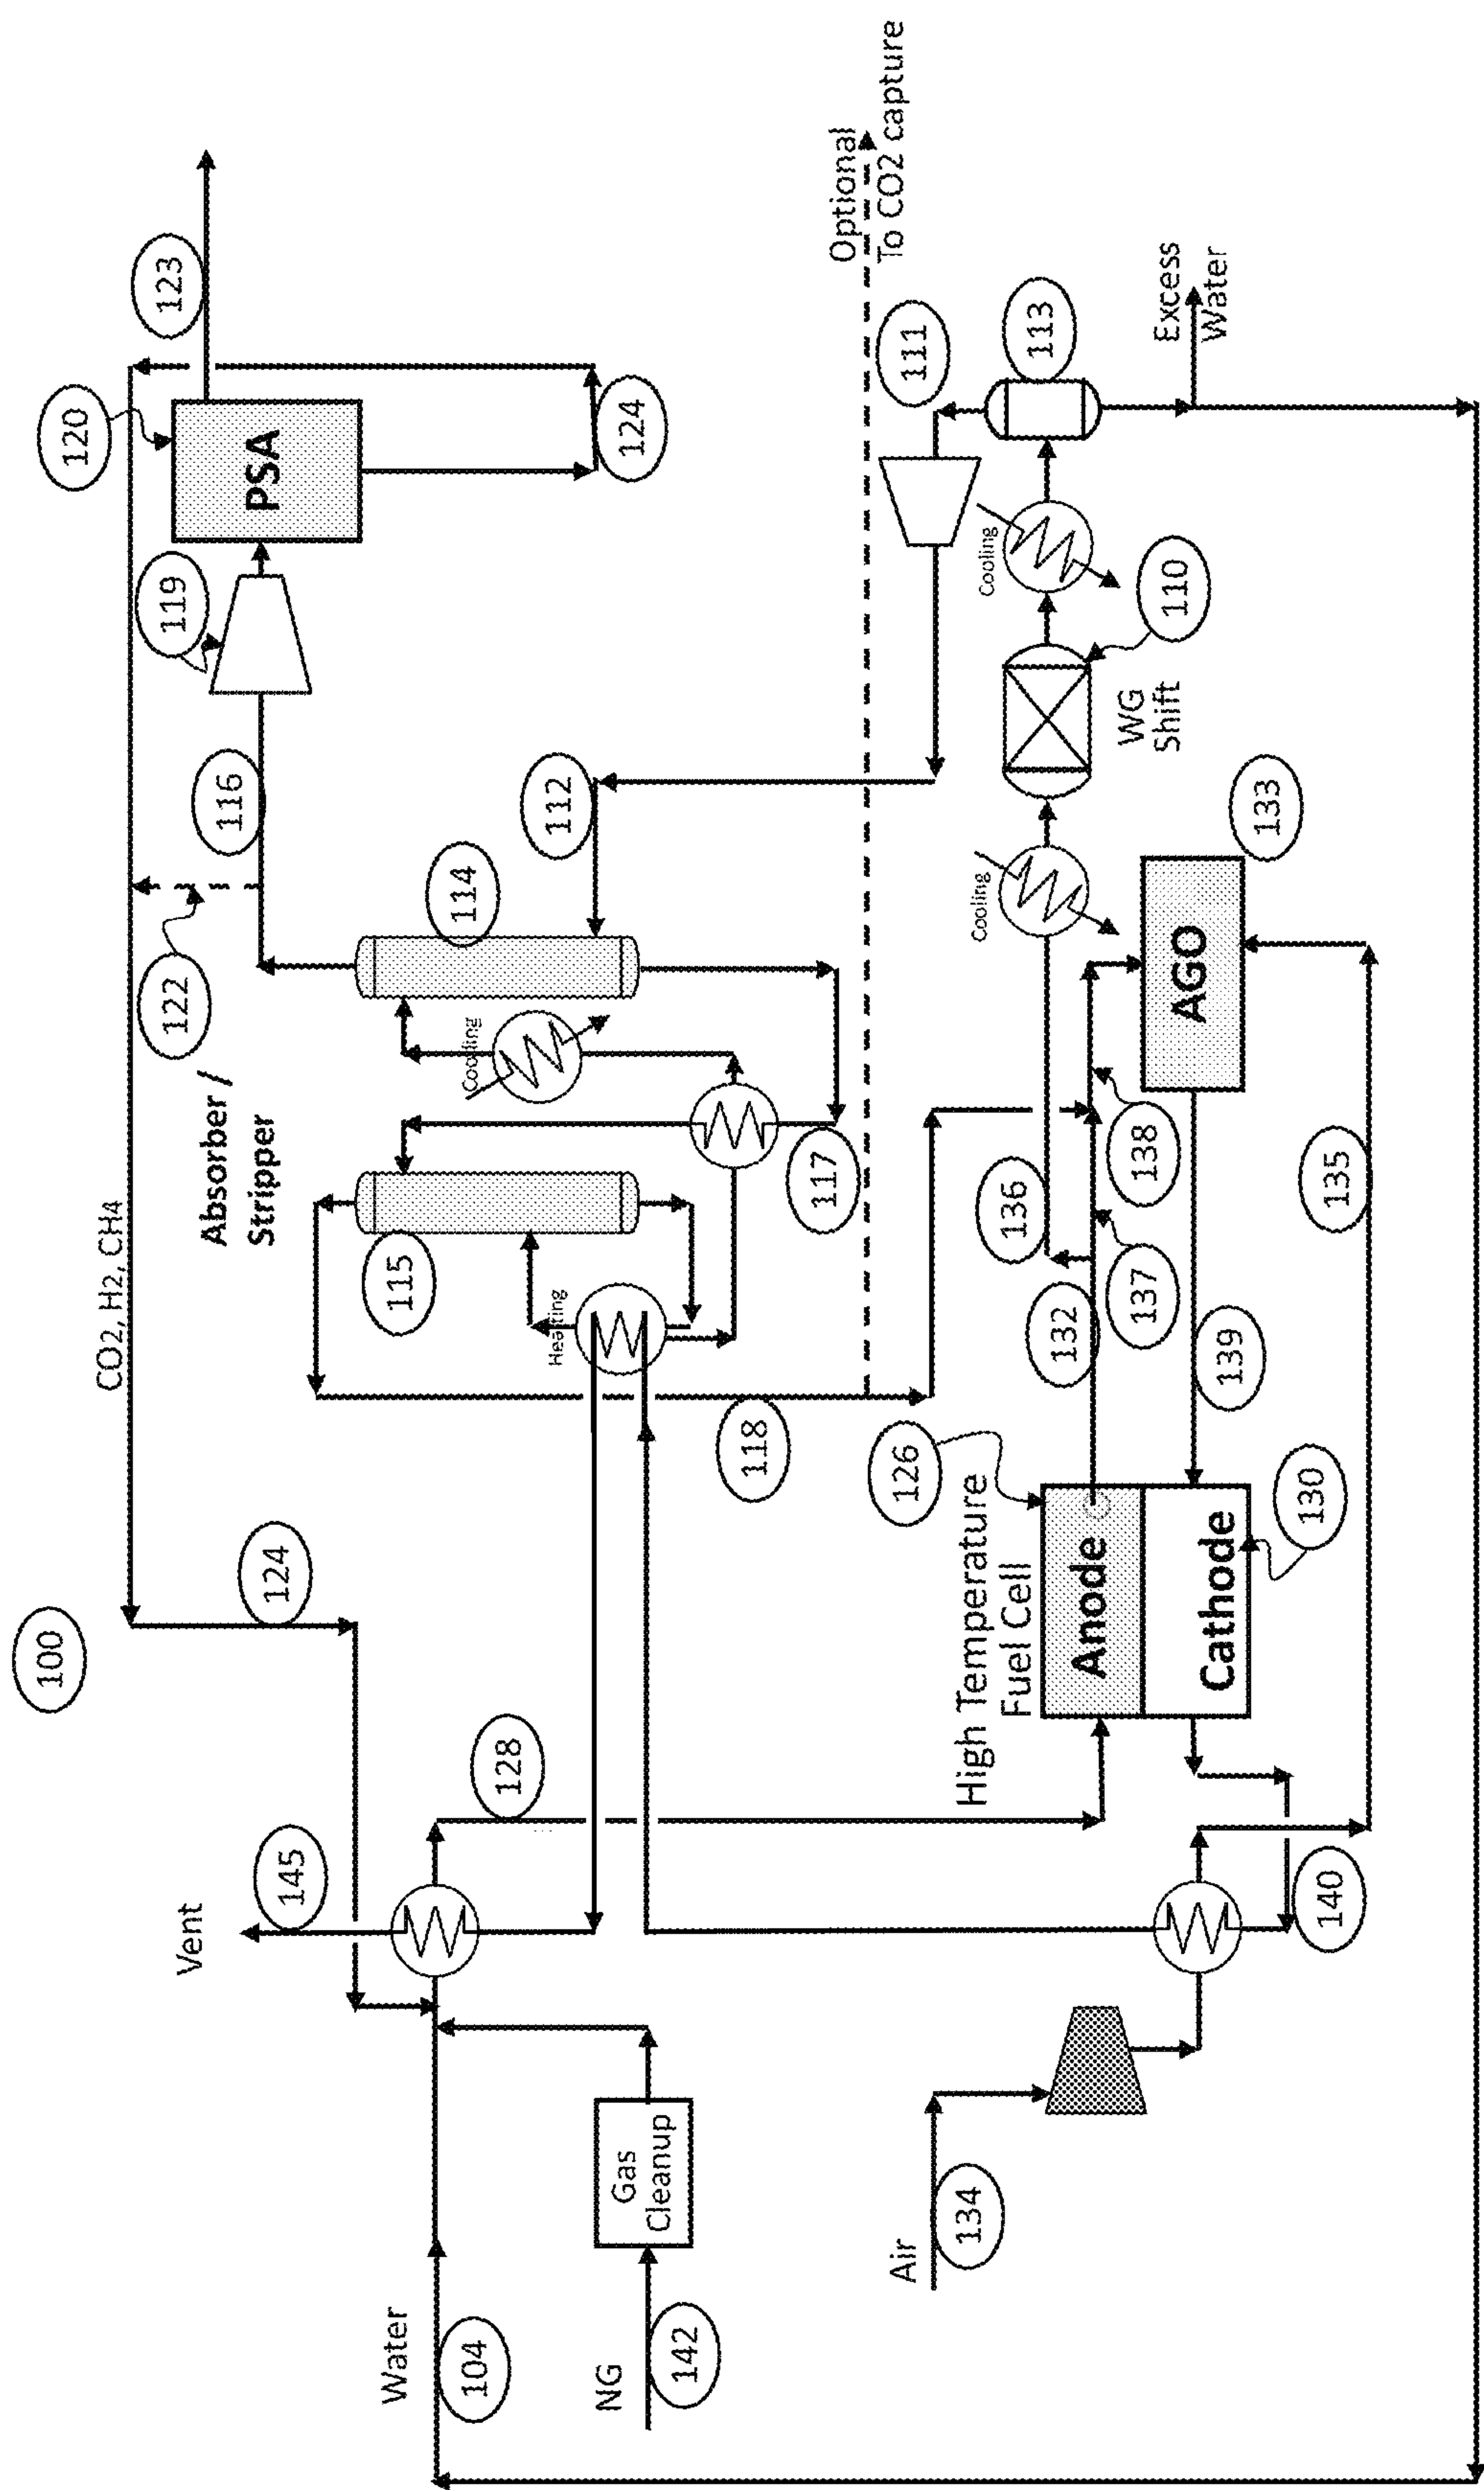 100
CO2, H2, CH4
120
119
123
PSA
124
116
122
Absorber /
Stripper
114
112
115
Cooling
Heating
117
118
124
Vent
145
128
Water
104
NG
142
Gas
Cleanup
Optional
To CO2 capture
111
113
Cooling
110
WG
Shift
Excess
Water
Cooling
133
AGO
136
138
137
132
139
135
126
High Temperature
Fuel Cell
Anode
Cathode
130
140
Air
134